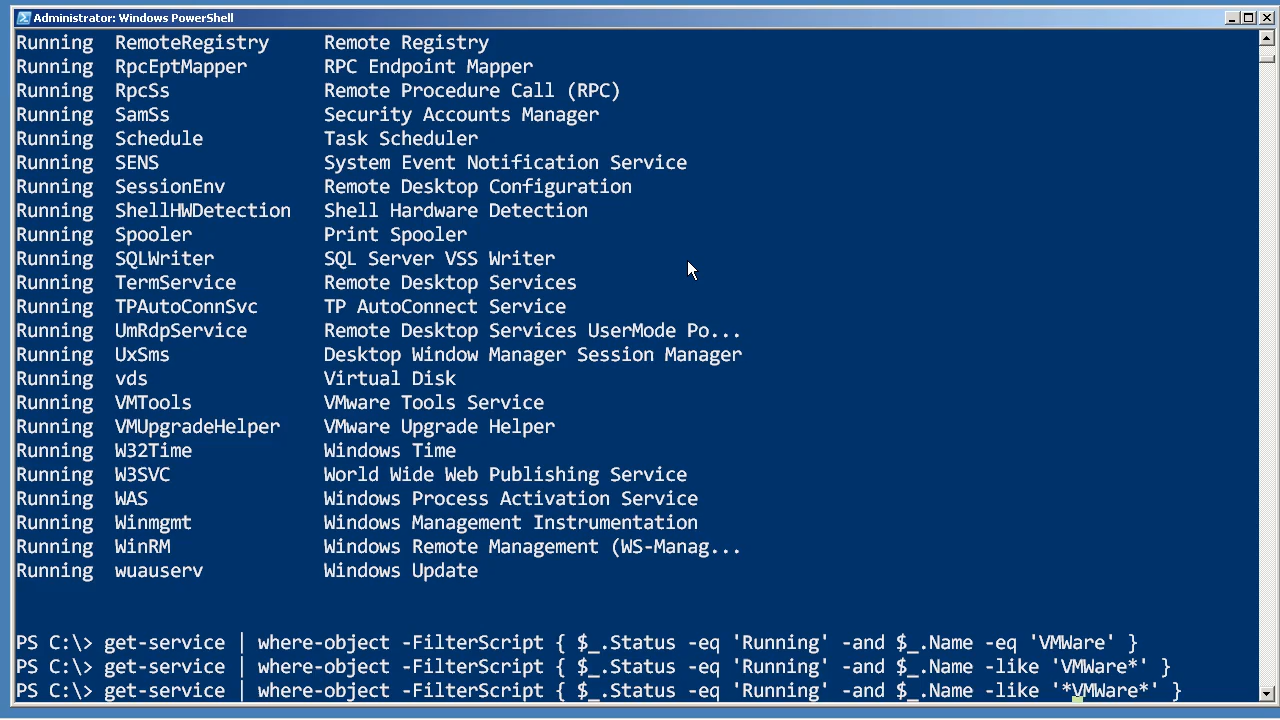 Administrator: Windows PowerShell
Running RemoteRegistry Remote Registry
Running RpcEptMapper RPC Endpoint Mapper
Running RpcSs Remote Procedure Call (RPC)
Running SamSs Security Accounts Manager
Running Schedule Task Scheduler
Running SENS System Event Notification Service
Running SessionEnv Remote Desktop Configuration
Running ShellHWDetection Shell Hardware Detection
Running Spooler Print Spooler
Running SQLWriter SQL Server VSS Writer
Running TermService Remote Desktop Services
Running TPAutoConnSvc TP AutoConnect Service
Running UmRdpService Remote Desktop Services UserMode Po...
Running UxSms Desktop Window Manager Session Manager
Running vds Virtual Disk
Running VMTools VMware Tools Service
Running VMUpgradeHelper VMware Upgrade Helper
Running W32Time Windows Time
Running W3SVC World Wide Web Publishing Service
Running WAS Windows Process Activation Service
Running Winmgmt Windows Management Instrumentation
Running WinRM Windows Remote Management (WS-Manag...
Running wuauserv Windows Update
PS C:\> get-service | where-object -FilterScript { $_.Status -eq 'Running' -and $_.Name -eq 'VMWare' }
PS C:\> get-service | where-object -FilterScript { $_.Status -eq 'Running' -and $_.Name -like 'VMWare*' }
PS C:\> get-service | where-object -FilterScript { $_.Status -eq 'Running' -and $_.Name -like '*VMWare*' }